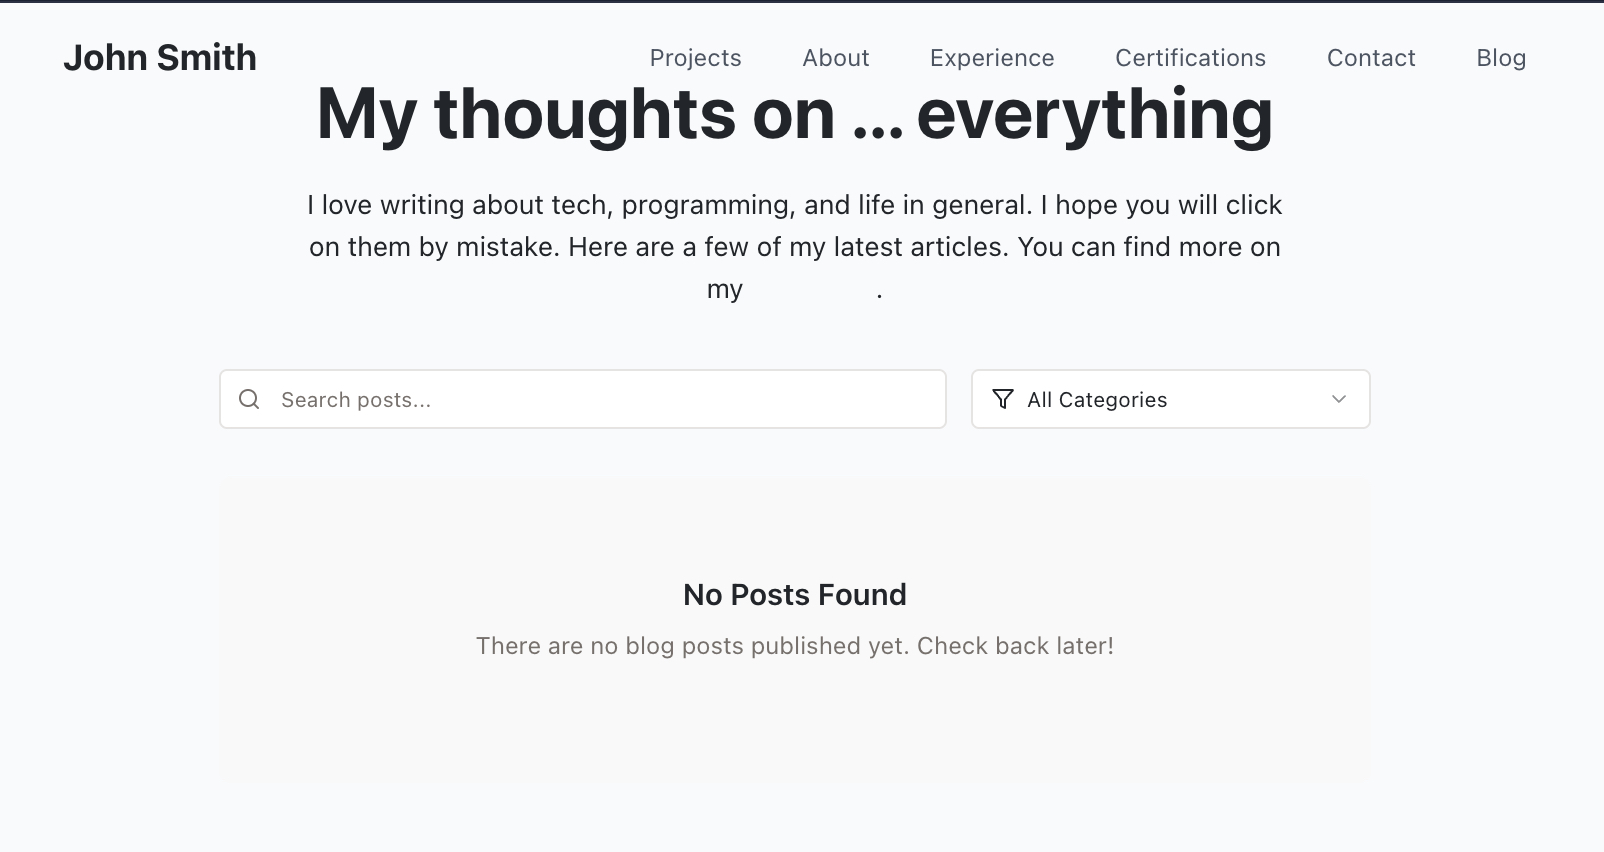 John Smith
Projects About Experience Certifications Contact Blog
My thoughts on ... everything
I love writing about tech, programming, and life in general. I hope you will click
on them by mistake. Here are a few of my latest articles. You can find more on
my .
Search posts...
All Categories
No Posts Found
There are no blog posts published yet. Check back later!